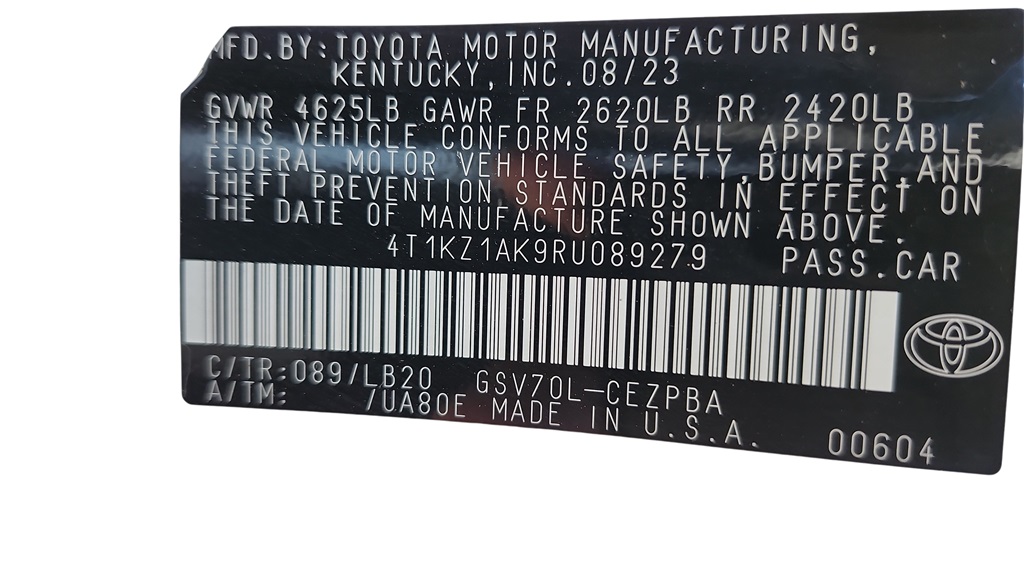 MFD.BY:TOYOTA MOTOR MANUFACTURING,
KENTUCKY,INC.08/23
GVWR 4625LB GAWR FR 2620LB RR 2420LB
THIS VEHICLE CONFORMS TO ALL APPLICABLE
FEDERAL MOTOR VEHICLE SAFETY,BUMPER,AND
THEFT PREVENTION STANDARDS IN EFFECT ON
THE DATE OF MANUFACTURE SHOWN ABOVE.
4T1KZ1AK9RU089279 PASS.CAR
C/TR:089/LB20 GSV70L-CEZPBA
A/TM: /UA80E MADE IN U.S.A. 00604